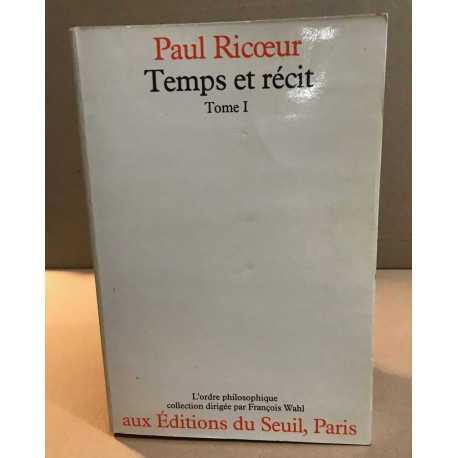 Paul Ricœur
Temps et récit
Tome I
L'ordre philosophique
collection dirigée par François Wahl
aux Éditions du Seuil, Paris